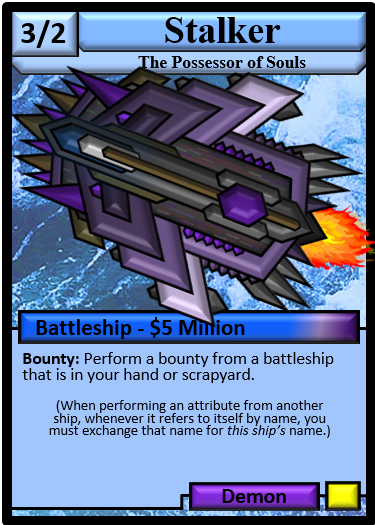 3/2
Stalker
The Possessor of Souls
Battleship - $5 Million
Bounty: Perform a bounty from a battleship
that is in your hand or scrapyard.
(When performing an attribute from another
ship, whenever it refers to itself by name, you
must exchange that name for this ship's name.)
Demon